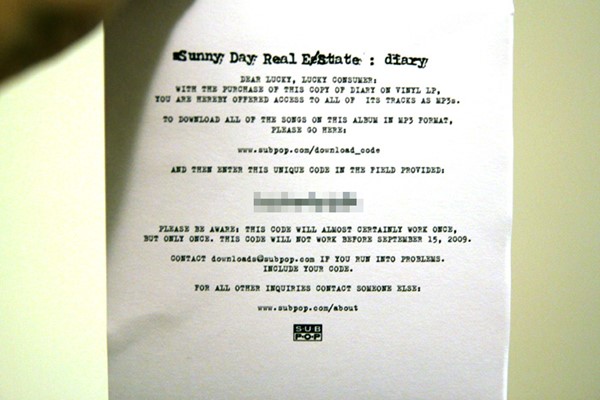 Sunny Day Real Estate : diary
DEAR LUCKY, LUCKY CONSUMER:
WITH THE PURCHASE OF THIS COPY OF DIARY ON VINYL LP,
YOU ARE HEREBY OFFERED ACCESS TO ALL OF ITS TRACKS AS MP3s.
TO DOWNLOAD ALL OF THE SONGS ON THIS ALBUM IN MP3 FORMAT,
PLEASE GO HERE:
www.subpop.com/download_code
AND THEN ENTER THIS UNIQUE CODE IN THE FIELD PROVIDED:
PLEASE BE AWARE: THIS CODE WILL ALMOST CERTAINLY WORK ONCE,
BUT ONLY ONCE. THIS CODE WILL NOT WORK BEFORE SEPTEMBER 15, 2009.
CONTACT downloads@subpop.com IF YOU RUN INTO PROBLEMS.
INCLUDE YOUR CODE.
FOR ALL OTHER INQUIRIES CONTACT SOMEONE ELSE:
www.subpop.com/about
SUB
POP